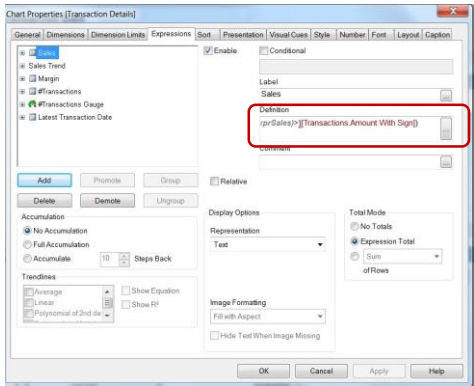 Chart Properties [Transaction Details]
General Dimensions Dimension Limits Expressions Sort Presentation Visual Cues Style Number Font Layout Caption
Sales
Sales Trend
Margin
#Transactions
#Transactions Gauge
Latest Transaction Date
Enable
Conditional
Label
Sales
Definition
prSales)>}[Transactions.Amount With Sign])
Comment
Add Promote Group
Delete Demote Ungroup
Relative
Accumulation
No Accumulation
Full Accumulation
Accumulate 10 Steps Back
Trendlines
Average
Linear
Polynomial of 2nd de
Show Equation
Show R²
Display Options
Representation
Text
Image Formatting
Fill with Aspect
Hide Text When Image Missing
Total Mode
No Totals
Expression Total
Sum
of Rows
OK Cancel Apply Help